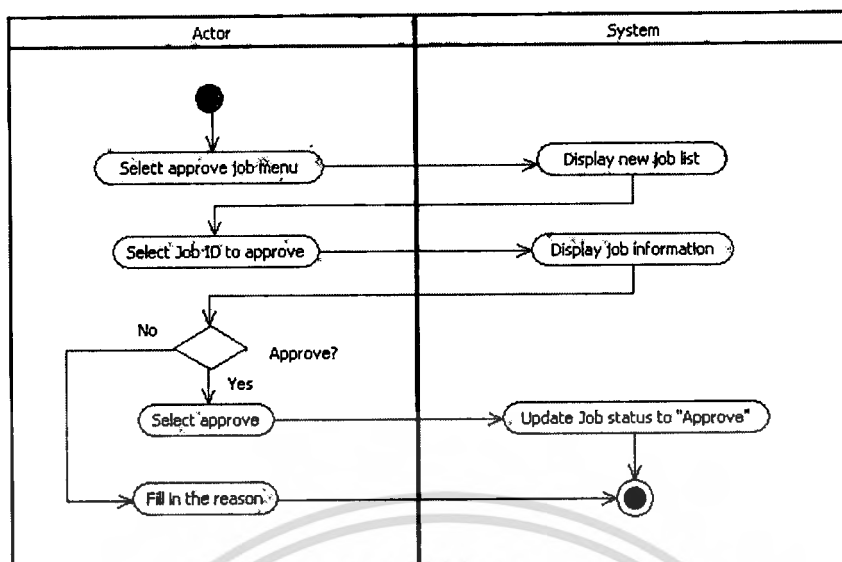 Actor
System
Select approve job menu
Display new job list
Select Job ID to approve
Display job information
No
Approve?
Yes
Select approve
Update Job status to "Approve"
Fill in the reason